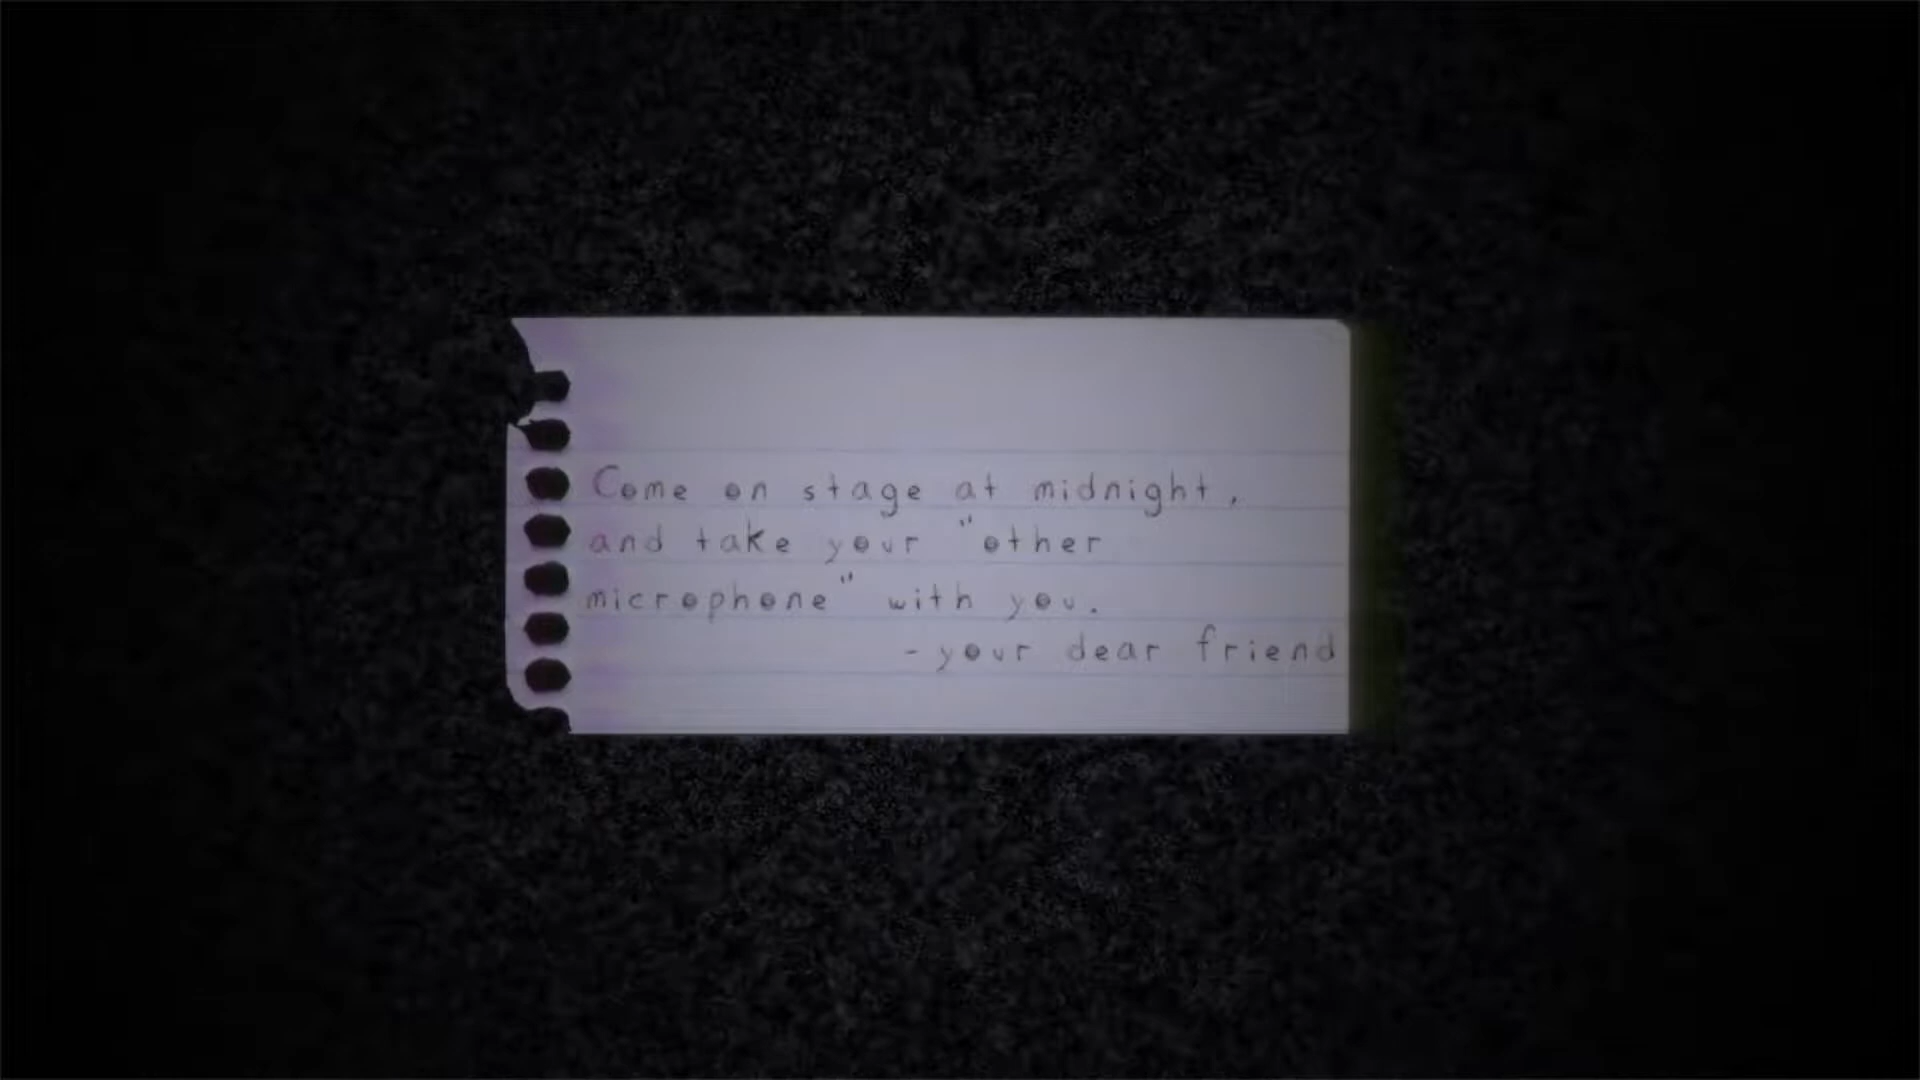 Come on stage at midnight,
and take your "other
microphone" with you.
- your dear friend